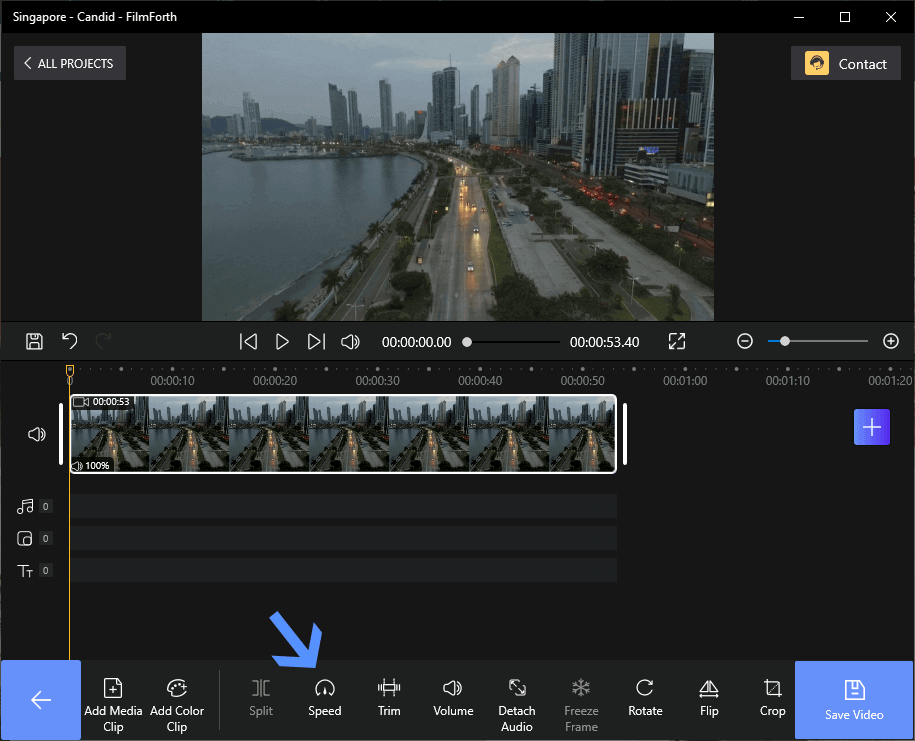 Singapore - Candid - FilmForth
ALL PROJECTS
Contact
00:00:00.00
00:00:53.40
0
00:00:10
00:00:20
00:00:30
00:00:40
00:00:50
00:01:00
00:01:10
00:01:20
00:00:53
100%
0
0
TT 0
Add Media Clip
Add Color Clip
Split
Speed
Trim
Volume
Detach Audio
Freeze Frame
Rotate
Flip
Crop
Save Video